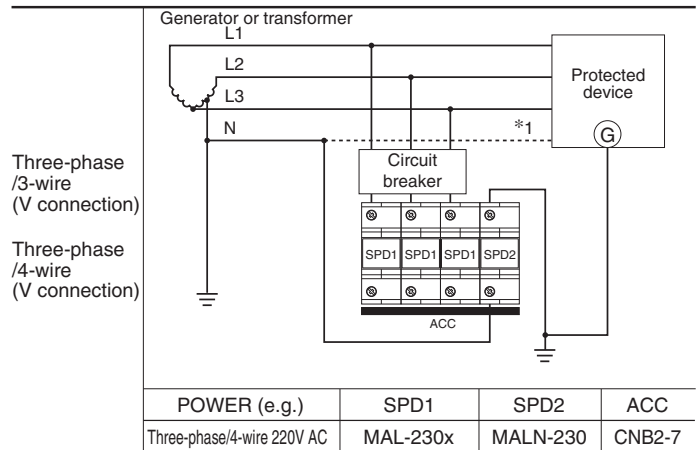 Generator or transformer
L1
L2
L3
N
*1
Protected
device
G
Three-phase
/3-wire
(V connection)
Three-phase
/4-wire
(V connection)
Circuit
breaker
SPD1 SPD1 SPD1 SPD2
ACC
POWER (e.g.) SPD1 SPD2 ACC
Three-phase/4-wire 220V AC MAL-230x MALN-230 CNB2-7